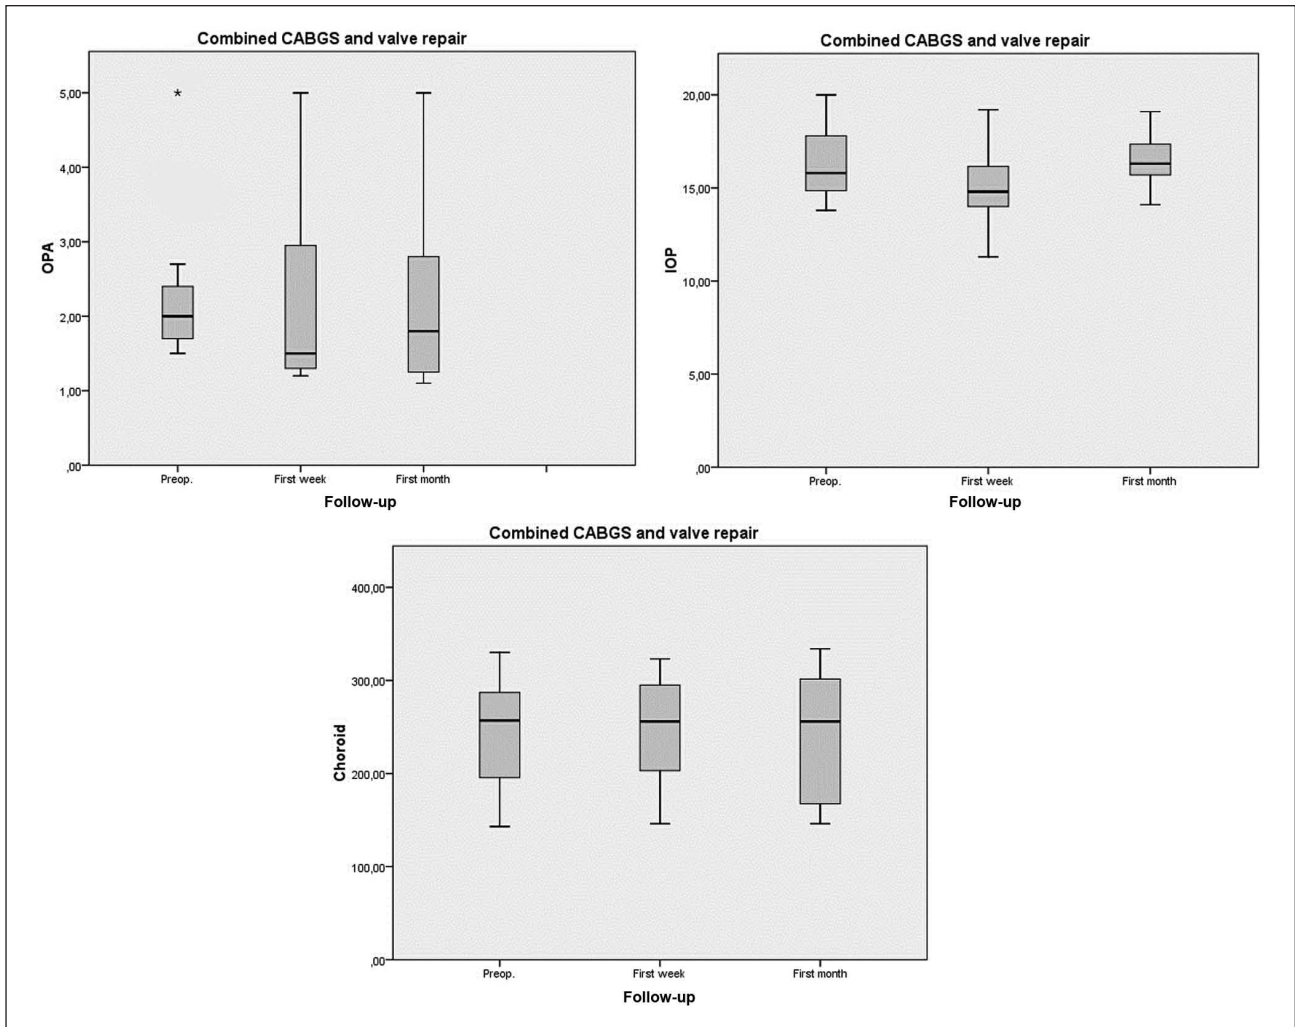 Combined CABGS and valve repair
5,00
4,00
3,00
2,00
1,00
,00
OPA
*
Preop.
First week
First month
Follow-up
Combined CABGS and valve repair
20,00
15,00
10,00
5,00
,00
IOP
Preop.
First week
First month
Follow-up
Combined CABGS and valve repair
400,00
300,00
200,00
100,00
,00
Choroid
Preop.
First week
First month
Follow-up